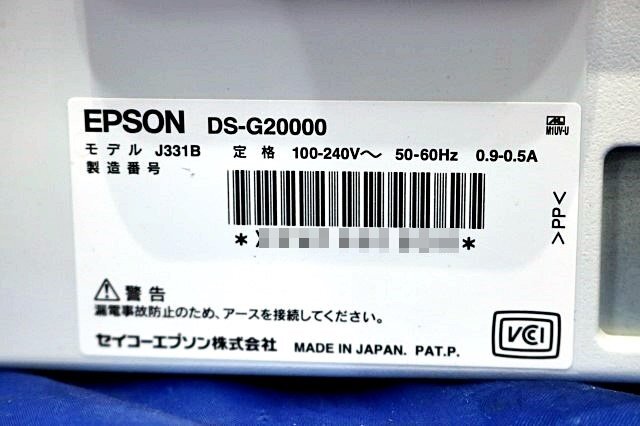 EPSON DS-G20000
モデル J331B 定格 100-240V～ 50-60Hz 0.9-0.5A
製造番号
M1UV-U
>PP<
⚠警告
漏電事故防止のため、アースを接続してください。
セイコーエプソン株式会社 MADE IN JAPAN. PAT.P.
VCCI